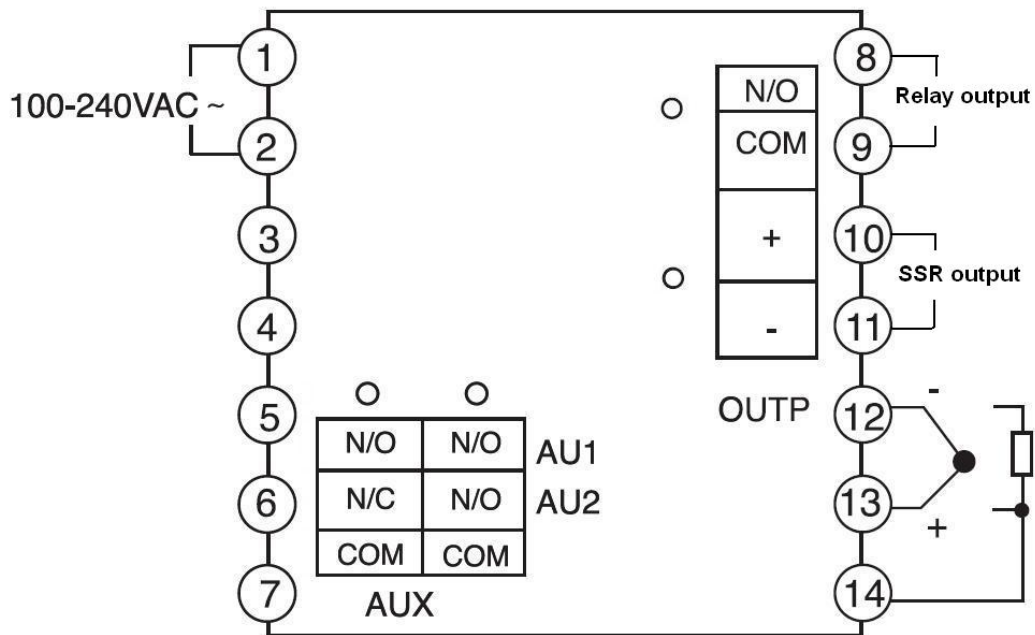 1
100-240VAC ~
2
3
4
5
6
7
N/O N/O AU1
N/C N/O AU2
COM COM
AUX
N/O
COM
+
-
OUTP
8
Relay output
9
10
SSR output
11
12 -
13 +
14